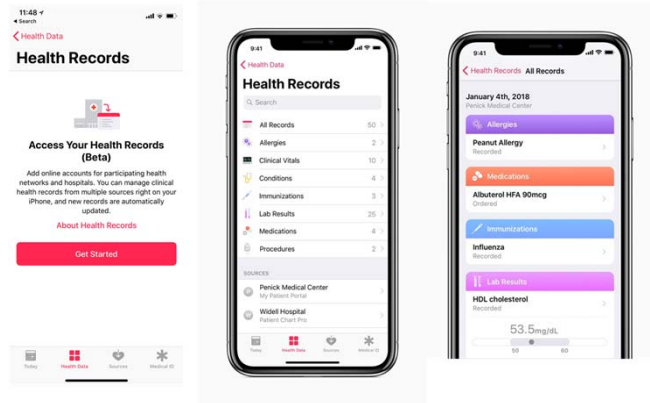 11:48
Search
Health Data
Health Records
Access Your Health Records
(Beta)
Add online accounts for participating health
networks and hospitals. You can manage clinical
health records from multiple sources right on your
iPhone, and new records are automatically
updated.
About Health Records
Get Started
Today
Health Data
Sources
Medical ID
9:41
Health Data
Health Records
Search
All Records 50
Allergies 2
Clinical Vitals 10
Conditions 4
Immunizations 3
Lab Results 25
Medications 4
Procedures 2
SOURCES
P Penick Medical Center
My Patient Portal
W Widell Hospital
Patient Chart Pro
Today
Health Data
Sources
Medical ID
9:41
Health Records All Records
January 4th, 2018
Penick Medical Center
Allergies
Peanut Allergy
Recorded
Medications
Albuterol HFA 90mcg
Ordered
Immunizations
Influenza
Recorded
Lab Results
HDL cholesterol
Recorded
53.5mg/dL
50 60